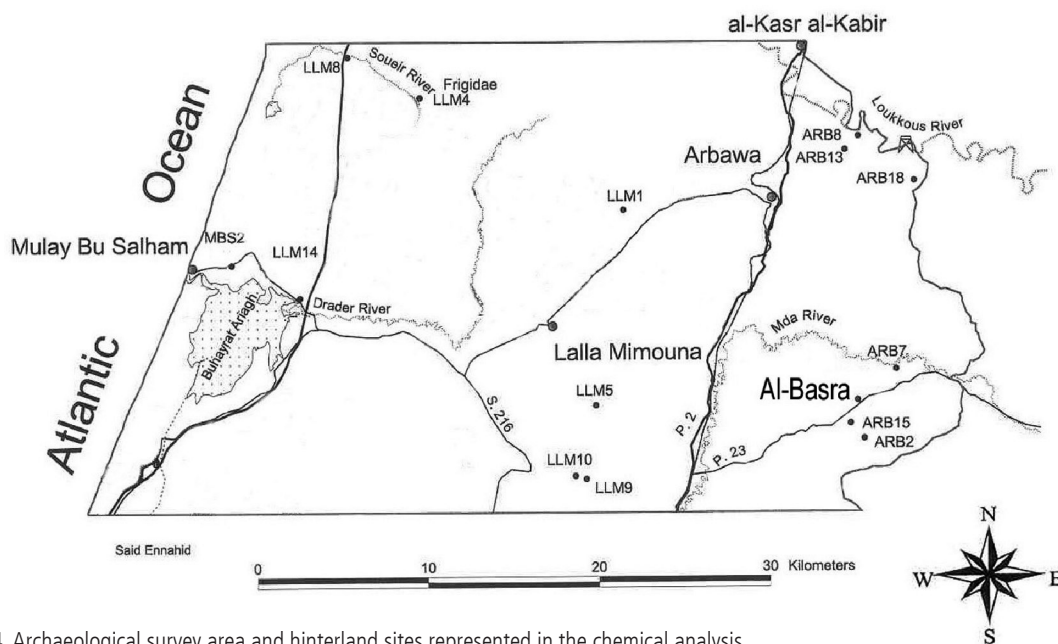 al-Kasr al-Kabir
LLM8
Soueir River
Frigidae
LLM4
Ocean
Loukkous River
ARB8
ARB13
Arbawa
ARB18
LLM1
Mulay Bu Salham
MBS2
LLM14
Drader River
Buhayrat Ariagh
Mda River
Lalla Mimouna
ARB7
Al-Basra
LLM5
Atlantic
S. 216
P. 2
ARB15
P. 23
ARB2
LLM10
LLM9
Said Ennahid
N
W
E
S
0
10
20
30
Kilometers
Archaeological survey area and hinterland sites represented in the chemical analysis